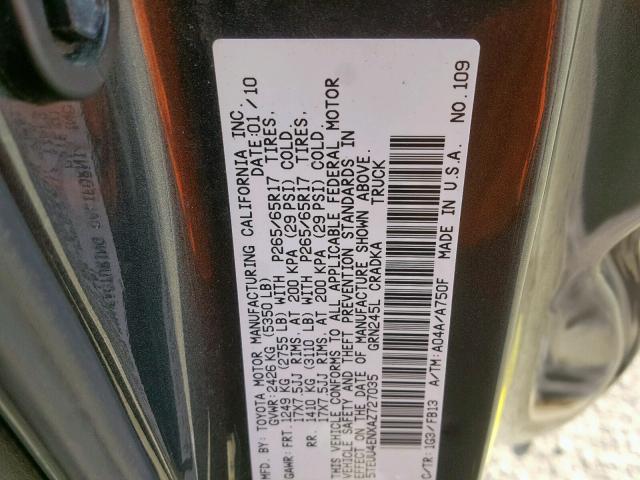 MFD. BY: TOYOTA MOTOR MANUFACTURING CALIFORNIA INC.
GVWR: 2426 KG (5350 LB) DATE: 01 / 10
GAWR: FRT. 1249 KG (2755 LB) WITH P265/65R17 TIRES,
17X7.5JJ RIMS, AT 200 KPA (29 PSI) COLD.
RR. 1410 KG (3110 LB) WITH P265/65R17 TIRES,
17X7.5JJ RIMS, AT 200 KPA (29 PSI) COLD.
THIS VEHICLE CONFORMS TO ALL APPLICABLE FEDERAL MOTOR
VEHICLE SAFETY AND THEFT PREVENTION STANDARDS IN
EFFECT ON THE DATE OF MANUFACTURE SHOWN ABOVE.
5TEUU4ENXAZ727035 GRN245L CRADKA TRUCK
C/TR: 1G3/FB13 A/TM: A04A/A750F MADE IN U.S.A. NO. 109